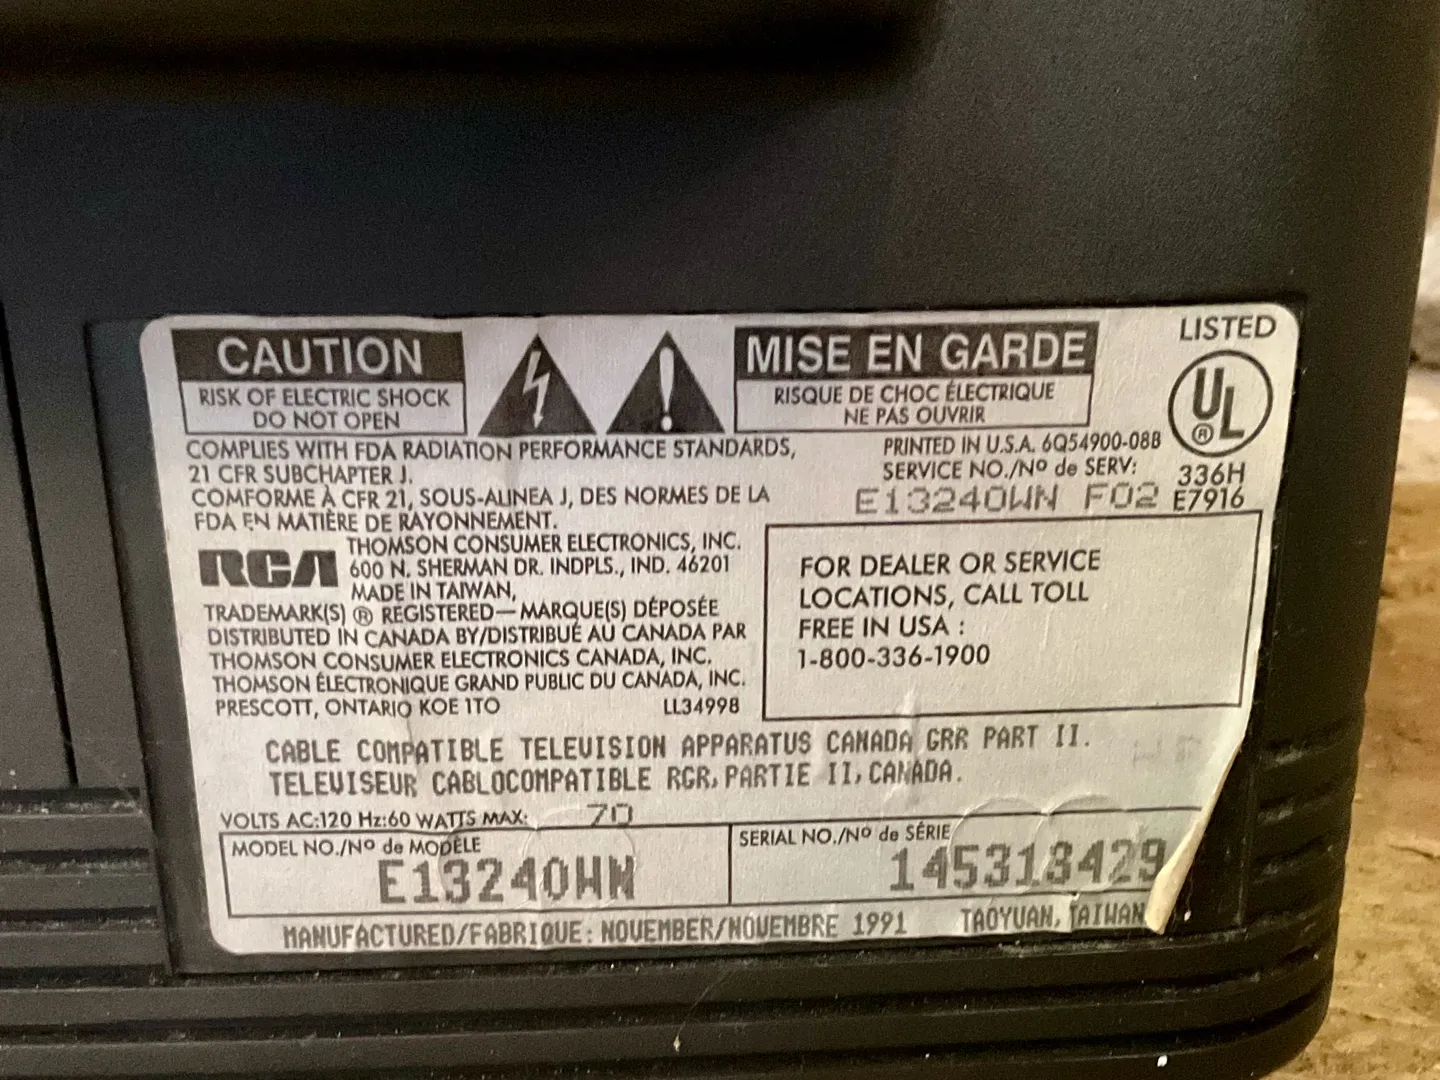 CAUTION
RISK OF ELECTRIC SHOCK
DO NOT OPEN
MISE EN GARDE
RISQUE DE CHOC ÉLECTRIQUE
NE PAS OUVRIR
LISTED
UL
®
336H
E7916
COMPLIES WITH FDA RADIATION PERFORMANCE STANDARDS,
21 CFR SUBCHAPTER J.
COMFORME À CFR 21, SOUS-ALINEA J, DES NORMES DE LA
FDA EN MATIÈRE DE RAYONNEMENT.
PRINTED IN U.S.A. 6Q54900-08B
SERVICE NO./Nº de SERV:
E13240WN F02
RCA
THOMSON CONSUMER ELECTRONICS, INC.
600 N. SHERMAN DR. INDPLS., IND. 46201
MADE IN TAIWAN,
TRADEMARK(S) ® REGISTERED—MARQUE(S) DÉPOSÉE
DISTRIBUTED IN CANADA BY/DISTRIBUÉ AU CANADA PAR
THOMSON CONSUMER ELECTRONICS CANADA, INC.
THOMSON ÉLECTRONIQUE GRAND PUBLIC DU CANADA, INC.
PRESCOTT, ONTARIO KOE 1TO LL34998
FOR DEALER OR SERVICE
LOCATIONS, CALL TOLL
FREE IN USA :
1-800-336-1900
CABLE COMPATIBLE TELEVISION APPARATUS CANADA GRR PART II.
TELEVISEUR CABLOCOMPATIBLE RGR, PARTIE II, CANADA.
VOLTS AC:120 Hz:60 WATTS MAX: 70
MODEL NO./Nº de MODÈLE
E13240WN
SERIAL NO./Nº de SÉRIE
145313429
MANUFACTURED/FABRIQUE: NOVEMBER/NOVEMBRE 1991 TAOYUAN, TAIWAN